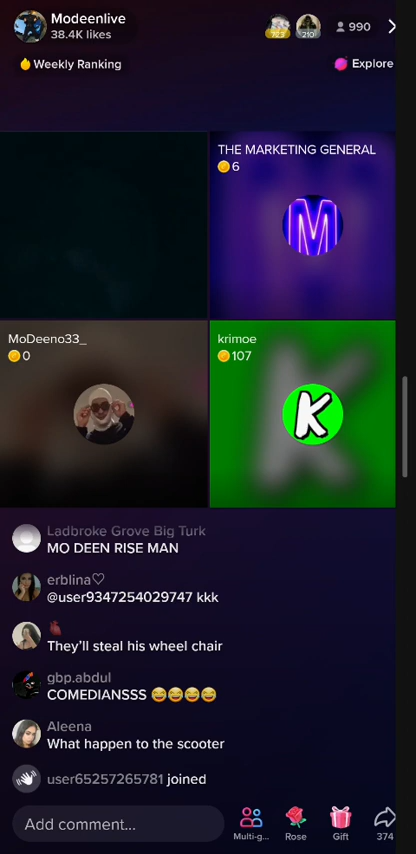 Modeenlive
38.4K likes
723
210
990
Weekly Ranking
Explore
THE MARKETING GENERAL
6
M
MoDeeno33_
0
krimoe
107
K
Ladbroke Grove Big Turk
MO DEEN RISE MAN
erblina♡
@user9347254029747 kkk
🫀
They’ll steal his wheel chair
gbp.abdul
COMEDIANSSS 😂😂😂😂
Aleena
What happen to the scooter
user65257265781 joined
Add comment...
Multi-g...
Rose
Gift
374